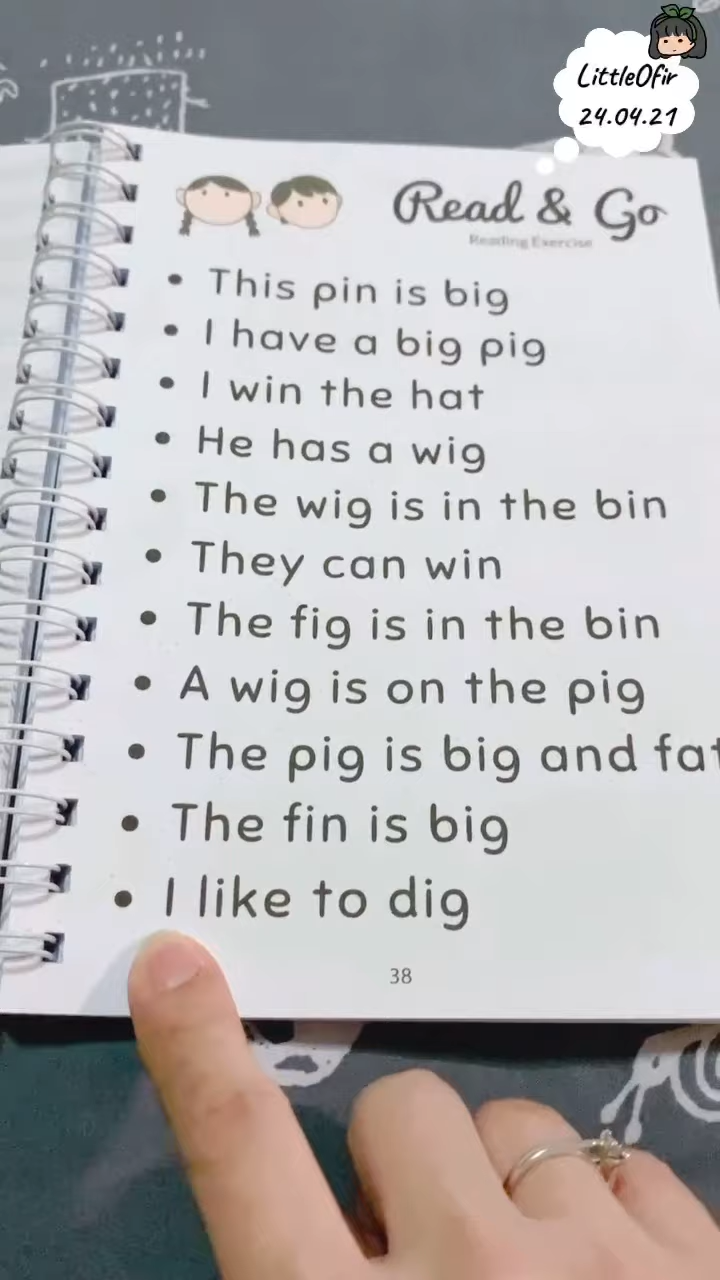 LittleOfir
24.04.21
Read & Go
Reading Exercise
• This pin is big
• I have a big pig
• I win the hat
• He has a wig
• The wig is in the bin
• They can win
• The fig is in the bin
• A wig is on the pig
• The pig is big and fat
• The fin is big
• I like to dig
38